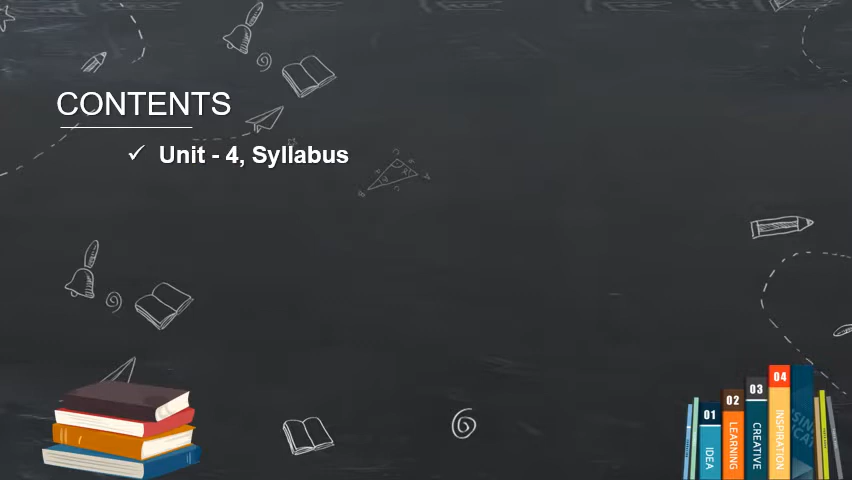 CONTENTS
✓ Unit - 4, Syllabus
01
IDEA
02
LEARNING
03
CREATIVE
04
INSPIRATION